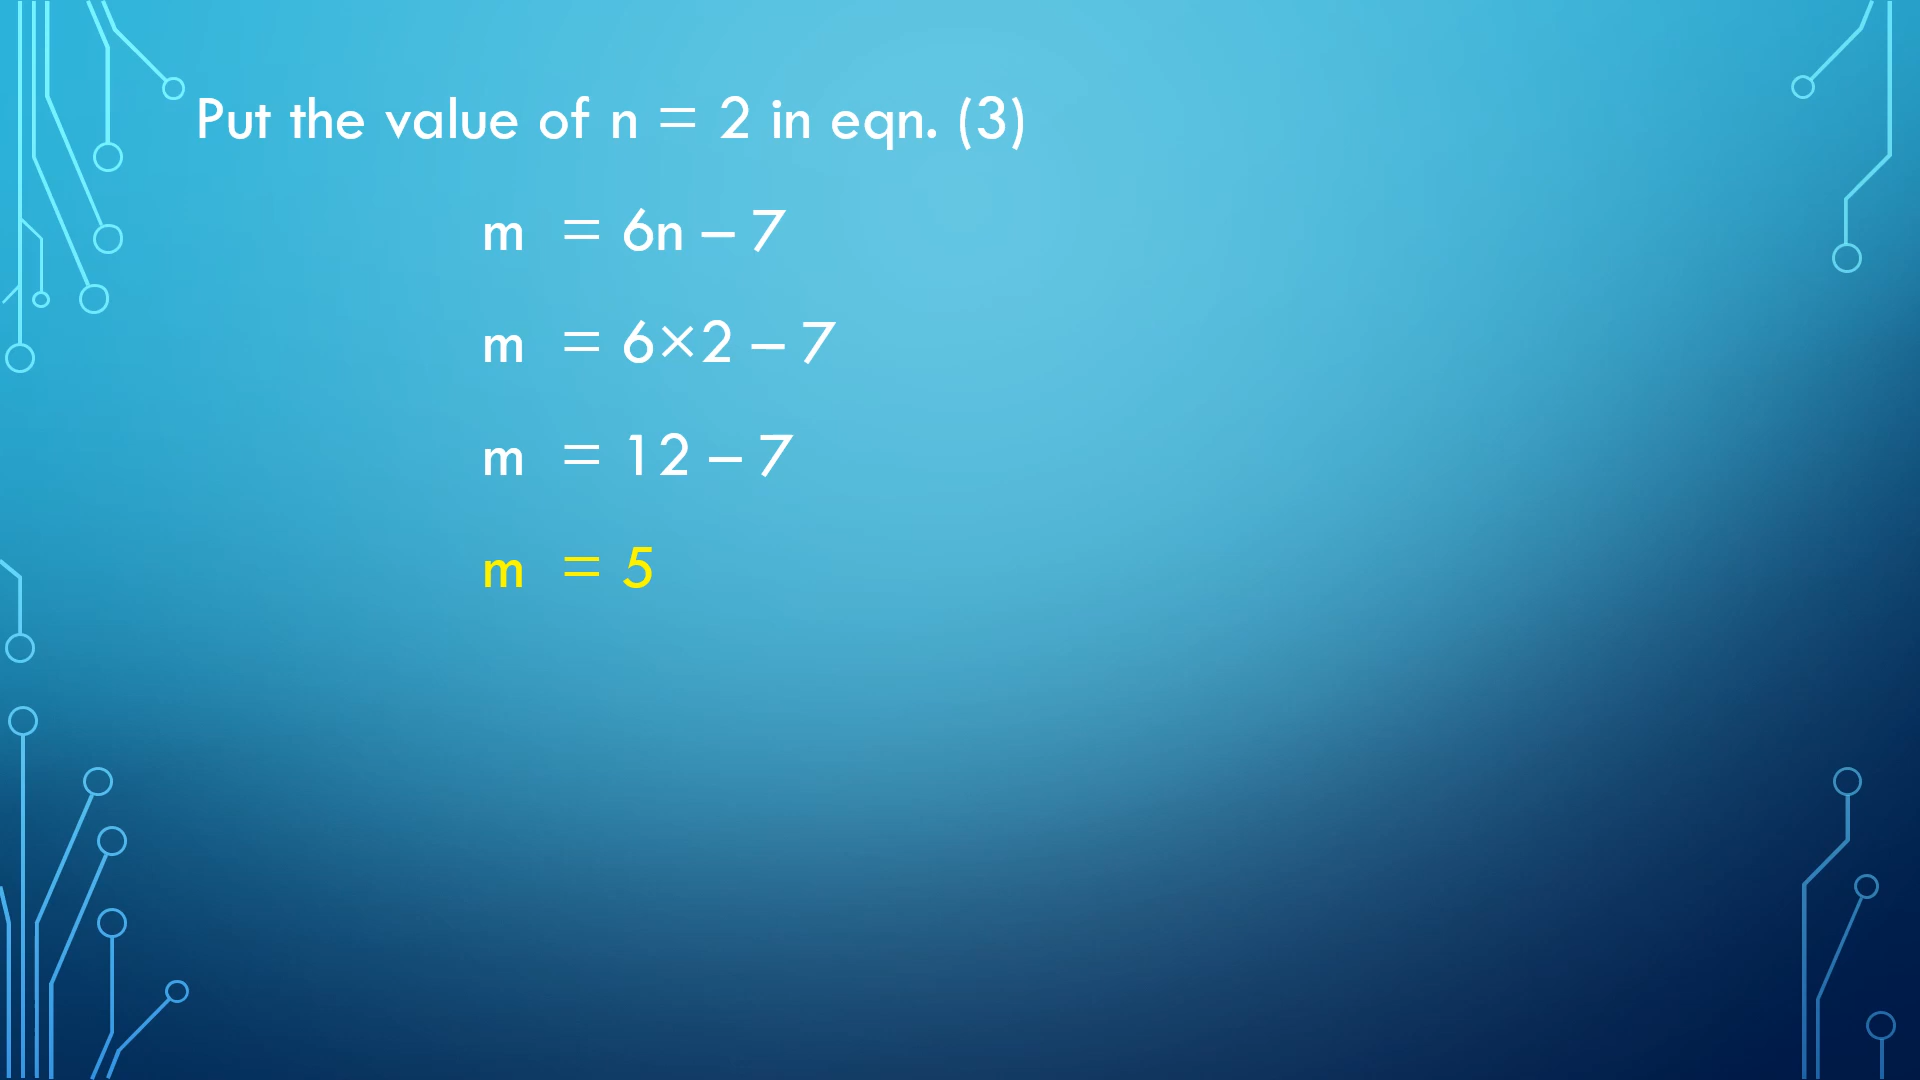 Put the value of n = 2 in eqn. (3)
m = 6n – 7
m = 6×2 – 7
m = 12 – 7
m = 5